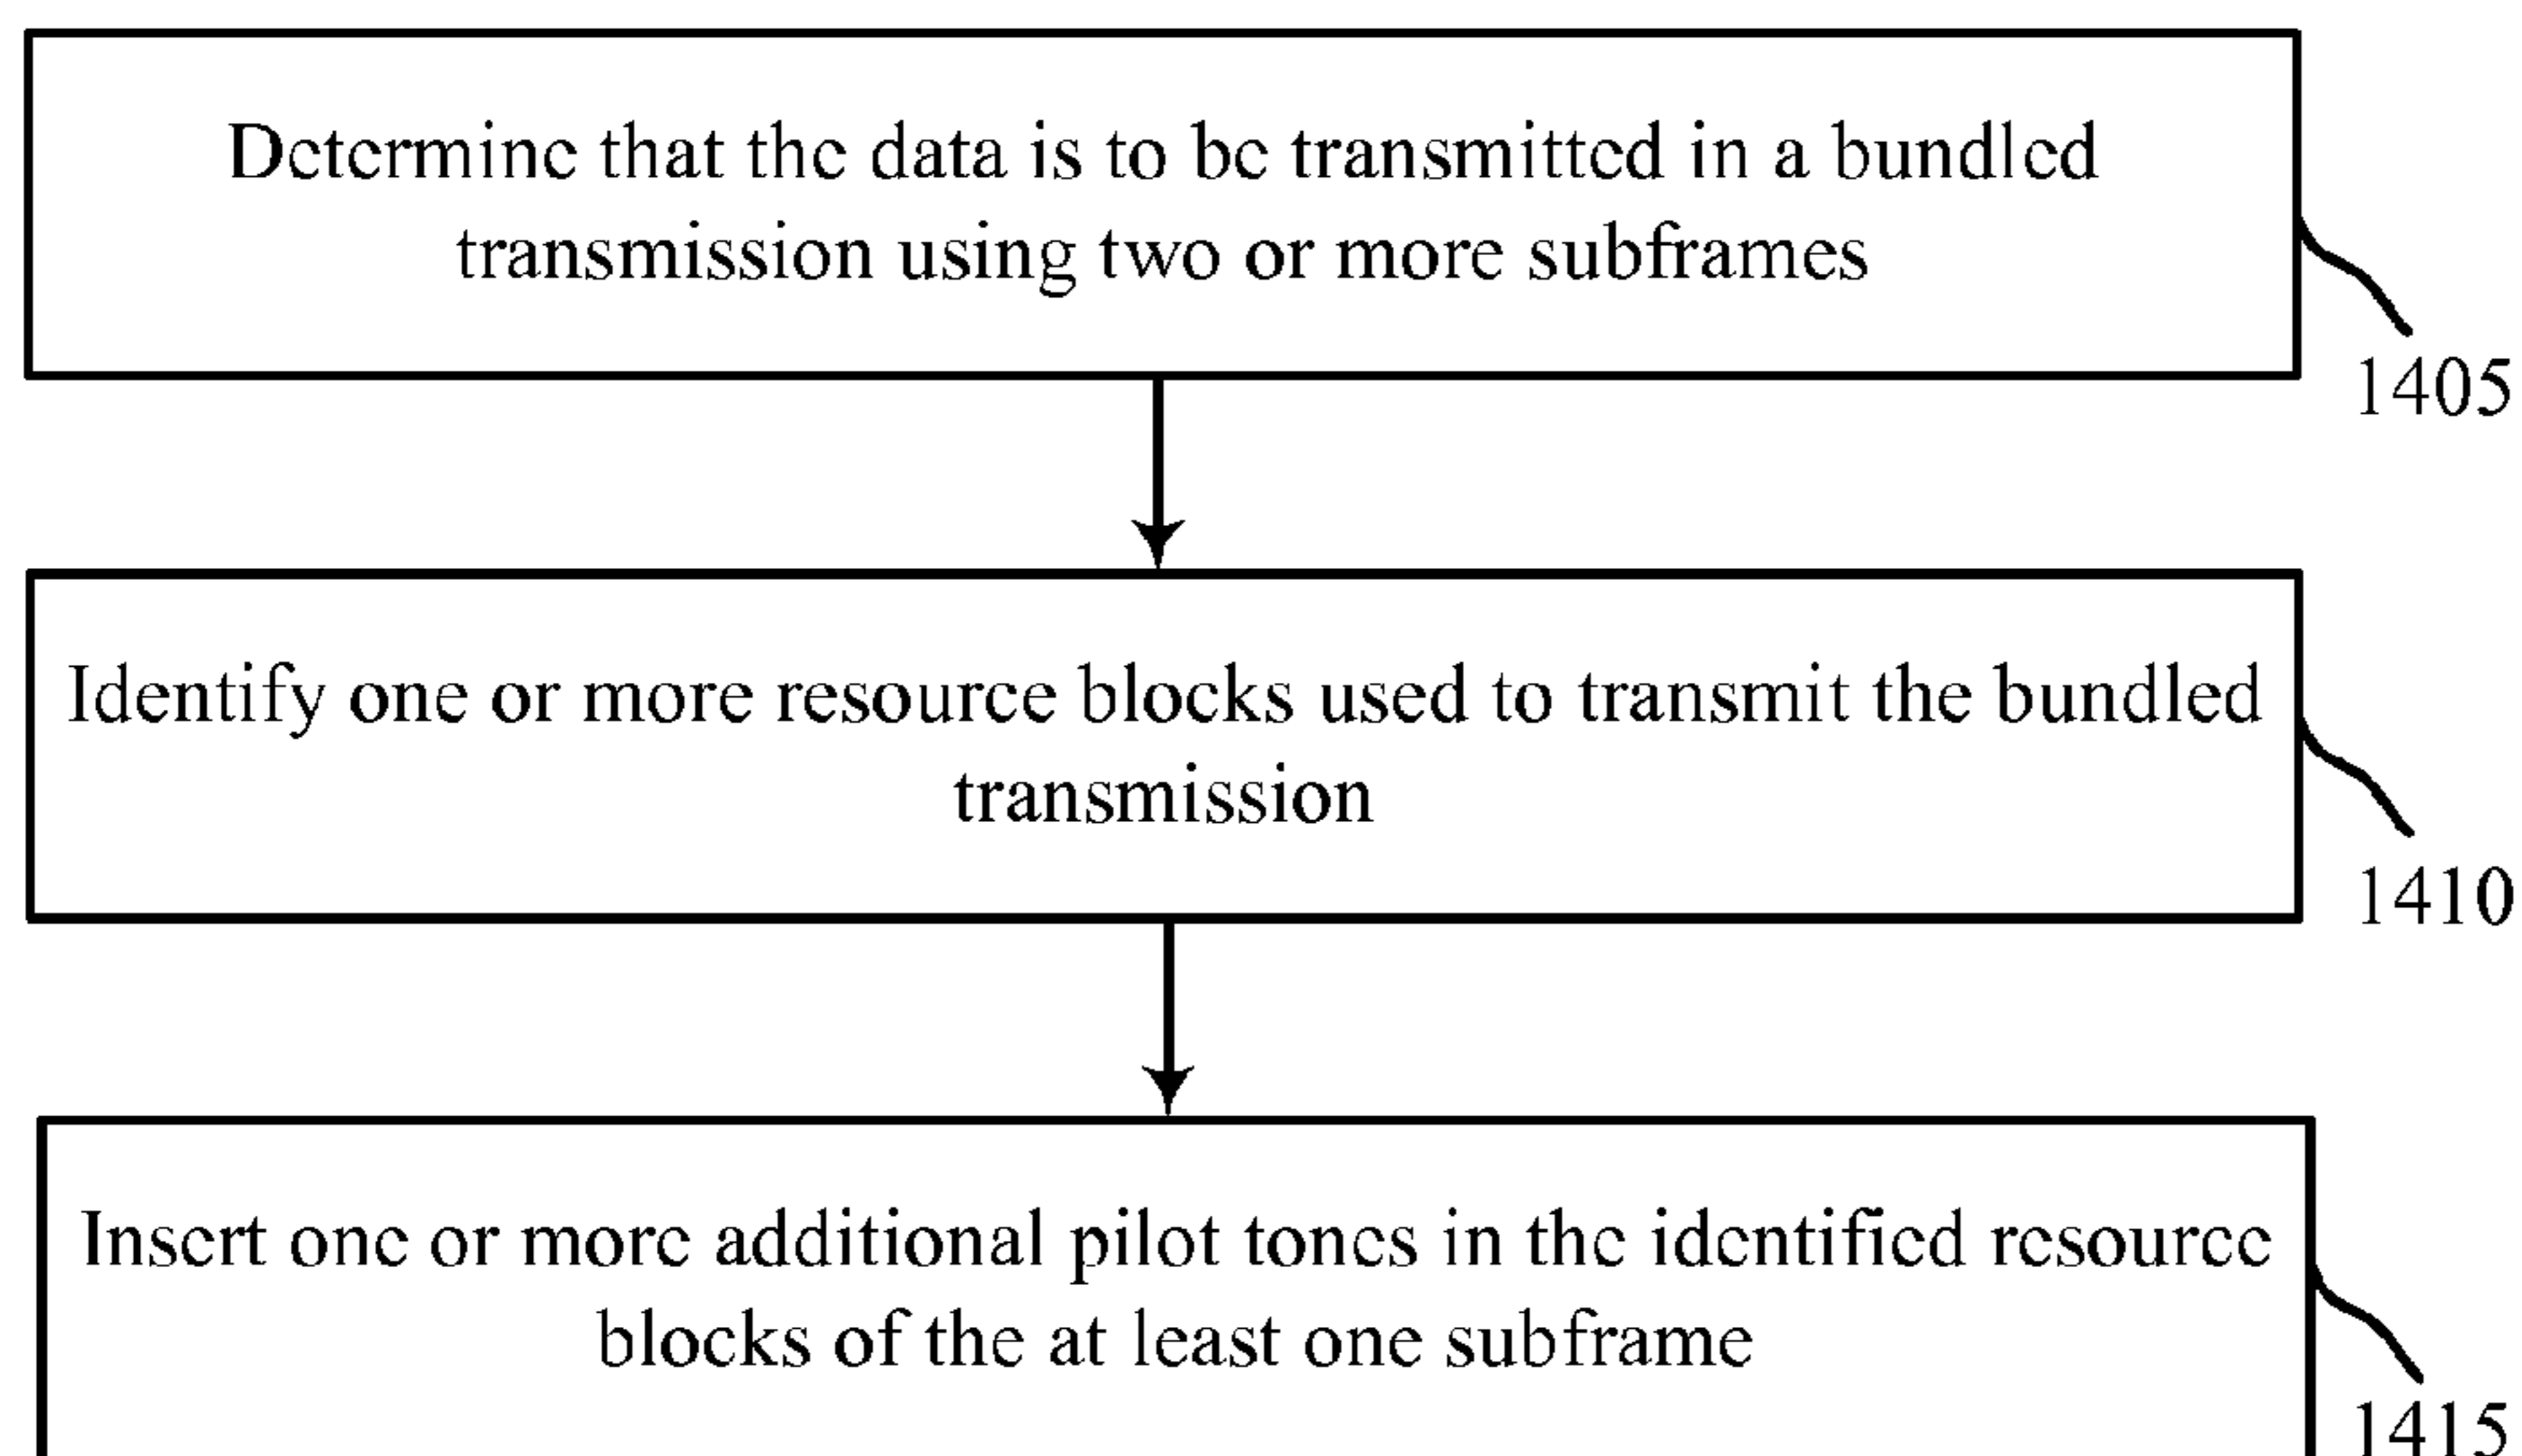 Determine that the data is to be transmitted in a bundled
transmission using two or more subframes
1405
Identify one or more resource blocks used to transmit the bundled
transmission
1410
Insert one or more additional pilot tones in the identified resource
blocks of the at least one subframe
1415